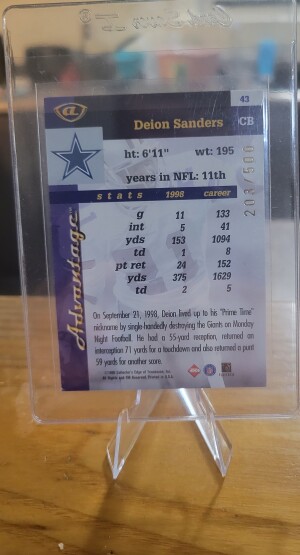 43
Deion Sanders CB
ht: 6'11" wt: 195
years in NFL: 11th
stats 1998 career
g 11 133
int 5 41
yds 153 1094
td 1 8
pt ret 24 152
yds 375 1629
td 2 5
On September 21, 1998, Deion lived up to his "Prime Time"
nickname by single-handedly destroying the Giants on Monday
Night Football. He had a 55-yard reception, returned an
interception 71 yards for a touchdown and also returned a punt
59 yards for another score.
Advantage
203/500